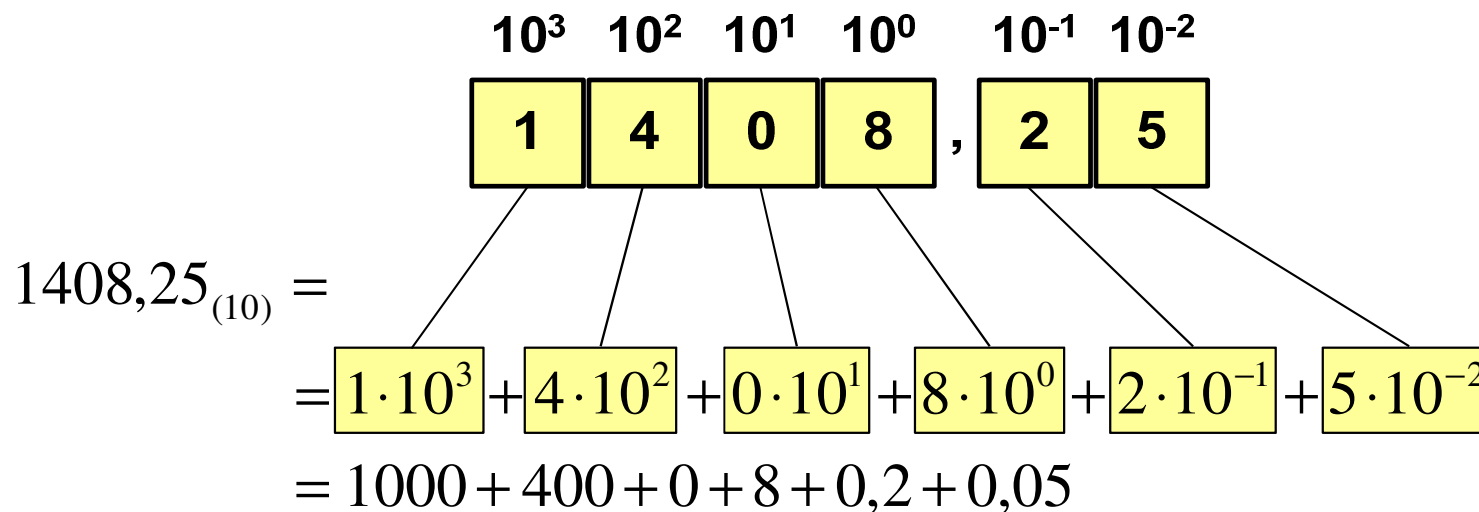 10³ 10² 10¹ 10⁰ 10⁻¹ 10⁻²
1 4 0 8 , 2 5
1408,25₍₁₀₎ =
= 1·10³ + 4·10² + 0·10¹ + 8·10⁰ + 2·10⁻¹ + 5·10⁻²
= 1000 + 400 + 0 + 8 + 0,2 + 0,05